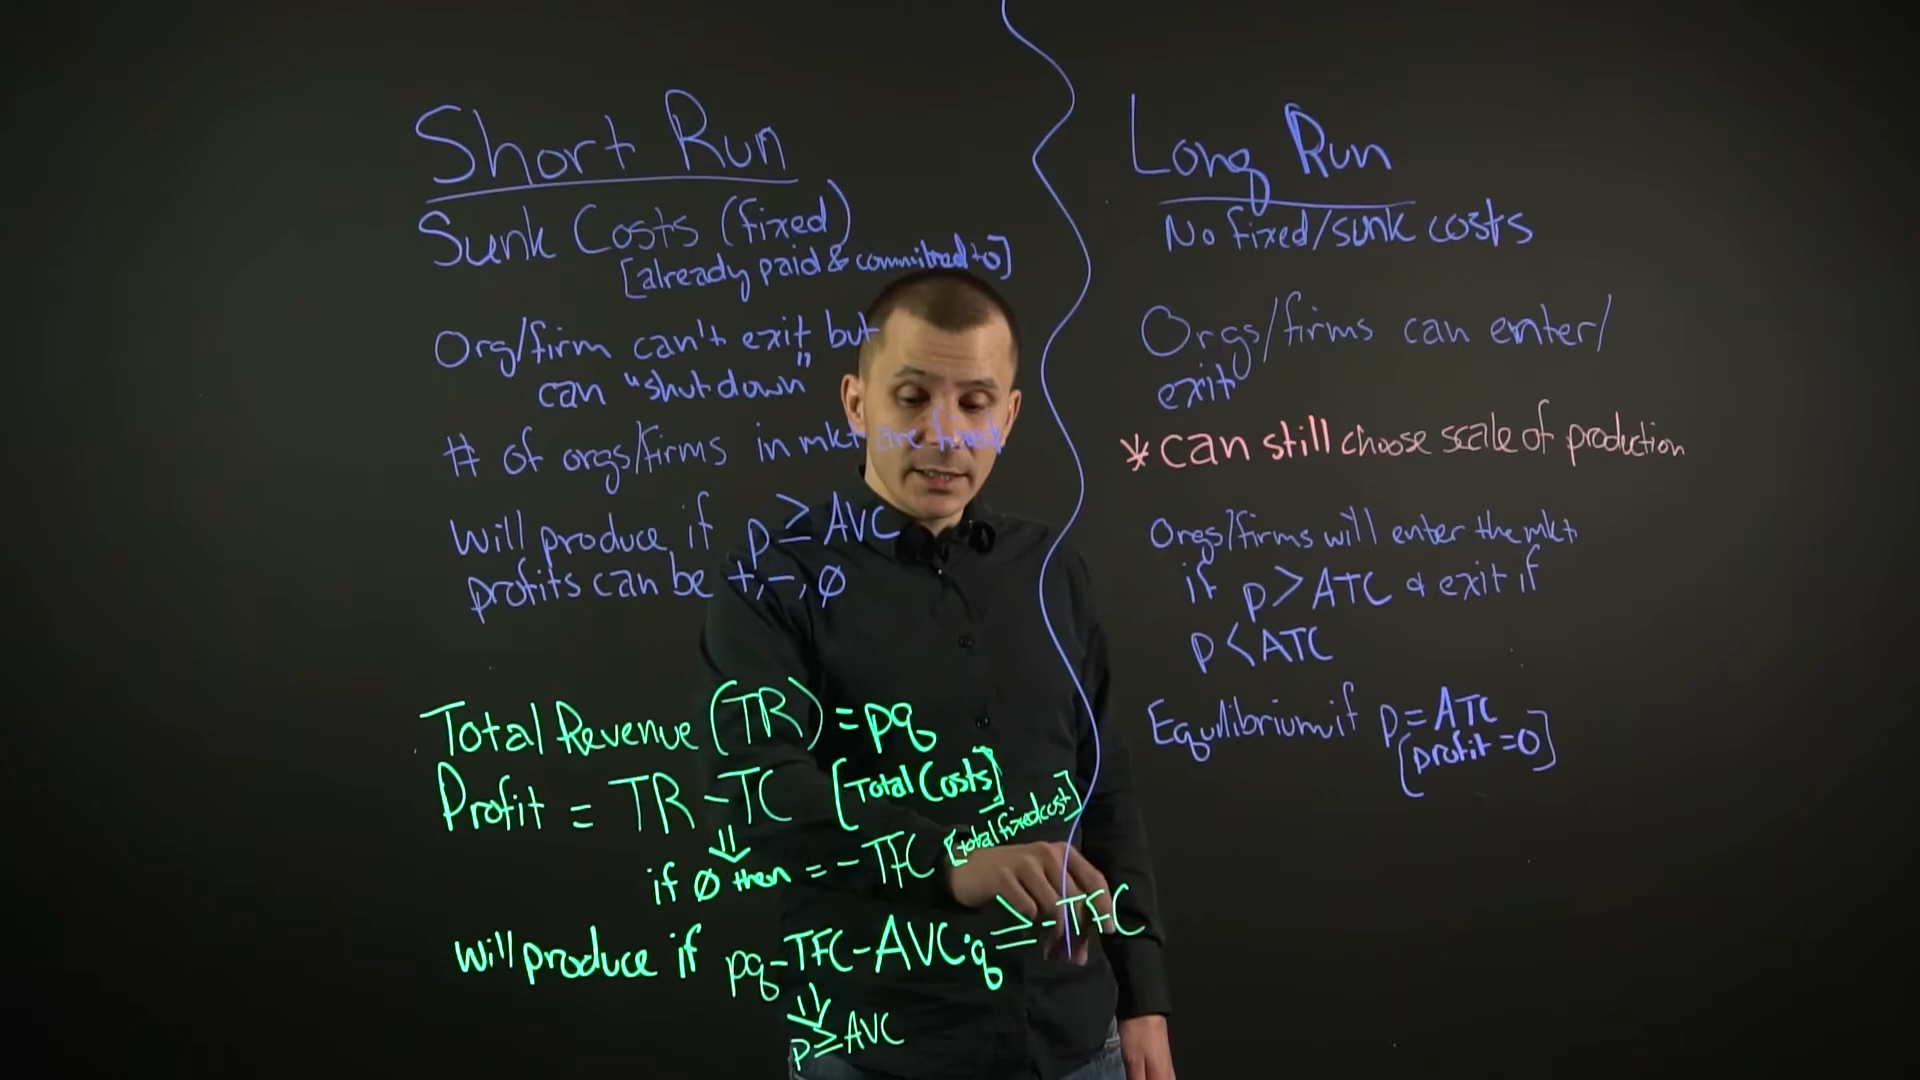 Short Run
Sunk Costs (fixed)
[already paid & committed to]
Org/firm can't exit but
can "shut down"
# of orgs/firms in mkt are fixed
Will produce if p ≥ AVC
profits can be +, -, ∅
Total Revenue (TR) = pq
Profit = TR - TC [Total Costs]
⇓
if ∅ then = - TFC [total fixed cost]
will produce if pq - TFC - AVC·q ≥ - TFC
⇓
p ≥ AVC
Long Run
No fixed/sunk costs
Orgs/firms can enter/
exit
* can still choose scale of production
Orgs/firms will enter the mkt
if p > ATC & exit if
p < ATC
Equilibrium if p = ATC
[profit = 0]